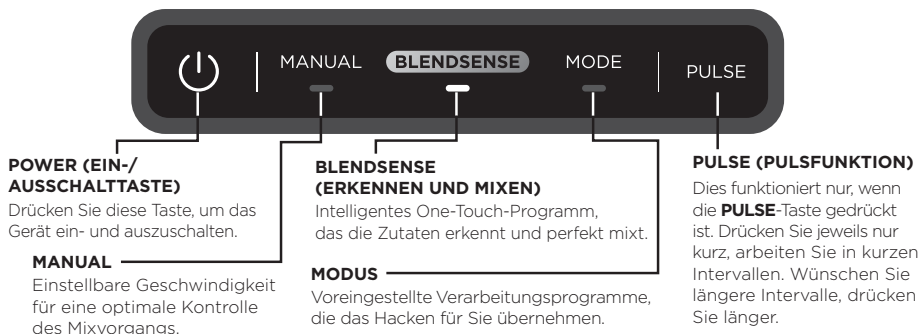 MANUAL
BLENDSENSE
MODE
PULSE
POWER (EIN-/
AUSSCHALTTASTE)
Drücken Sie diese Taste, um das
Gerät ein- und auszuschalten.
MANUAL
Einstellbare Geschwindigkeit
für eine optimale Kontrolle
des Mixvorgangs.
BLENDSENSE
(ERKENNEN UND MIXEN)
Intelligentes One-Touch-Programm,
das die Zutaten erkennt und perfekt mixt.
MODUS
Voreingestellte Verarbeitungsprogramme,
die das Hacken für Sie übernehmen.
PULSE (PULSFUNKTION)
Dies funktioniert nur, wenn
die PULSE-Taste gedrückt
ist. Drücken Sie jeweils nur
kurz, arbeiten Sie in kurzen
Intervallen. Wünschen Sie
längere Intervalle, drücken
Sie länger.